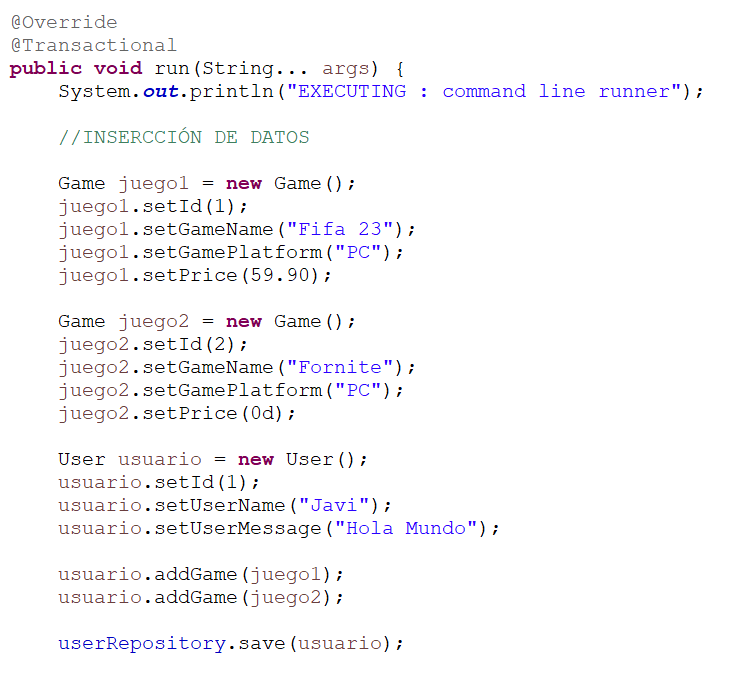 @Override
@Transactional
public void run(String... args) {
System.out.println("EXECUTING : command line runner");
//INSERCCIÓN DE DATOS
Game juego1 = new Game();
juego1.setId(1);
juego1.setGameName("Fifa 23");
juego1.setGamePlatform("PC");
juego1.setPrice(59.90);
Game juego2 = new Game();
juego2.setId(2);
juego2.setGameName("Fornite");
juego2.setGamePlatform("PC");
juego2.setPrice(0d);
User usuario = new User();
usuario.setId(1);
usuario.setUserName("Javi");
usuario.setUserMessage("Hola Mundo");
usuario.addGame(juego1);
usuario.addGame(juego2);
userRepository.save(usuario);